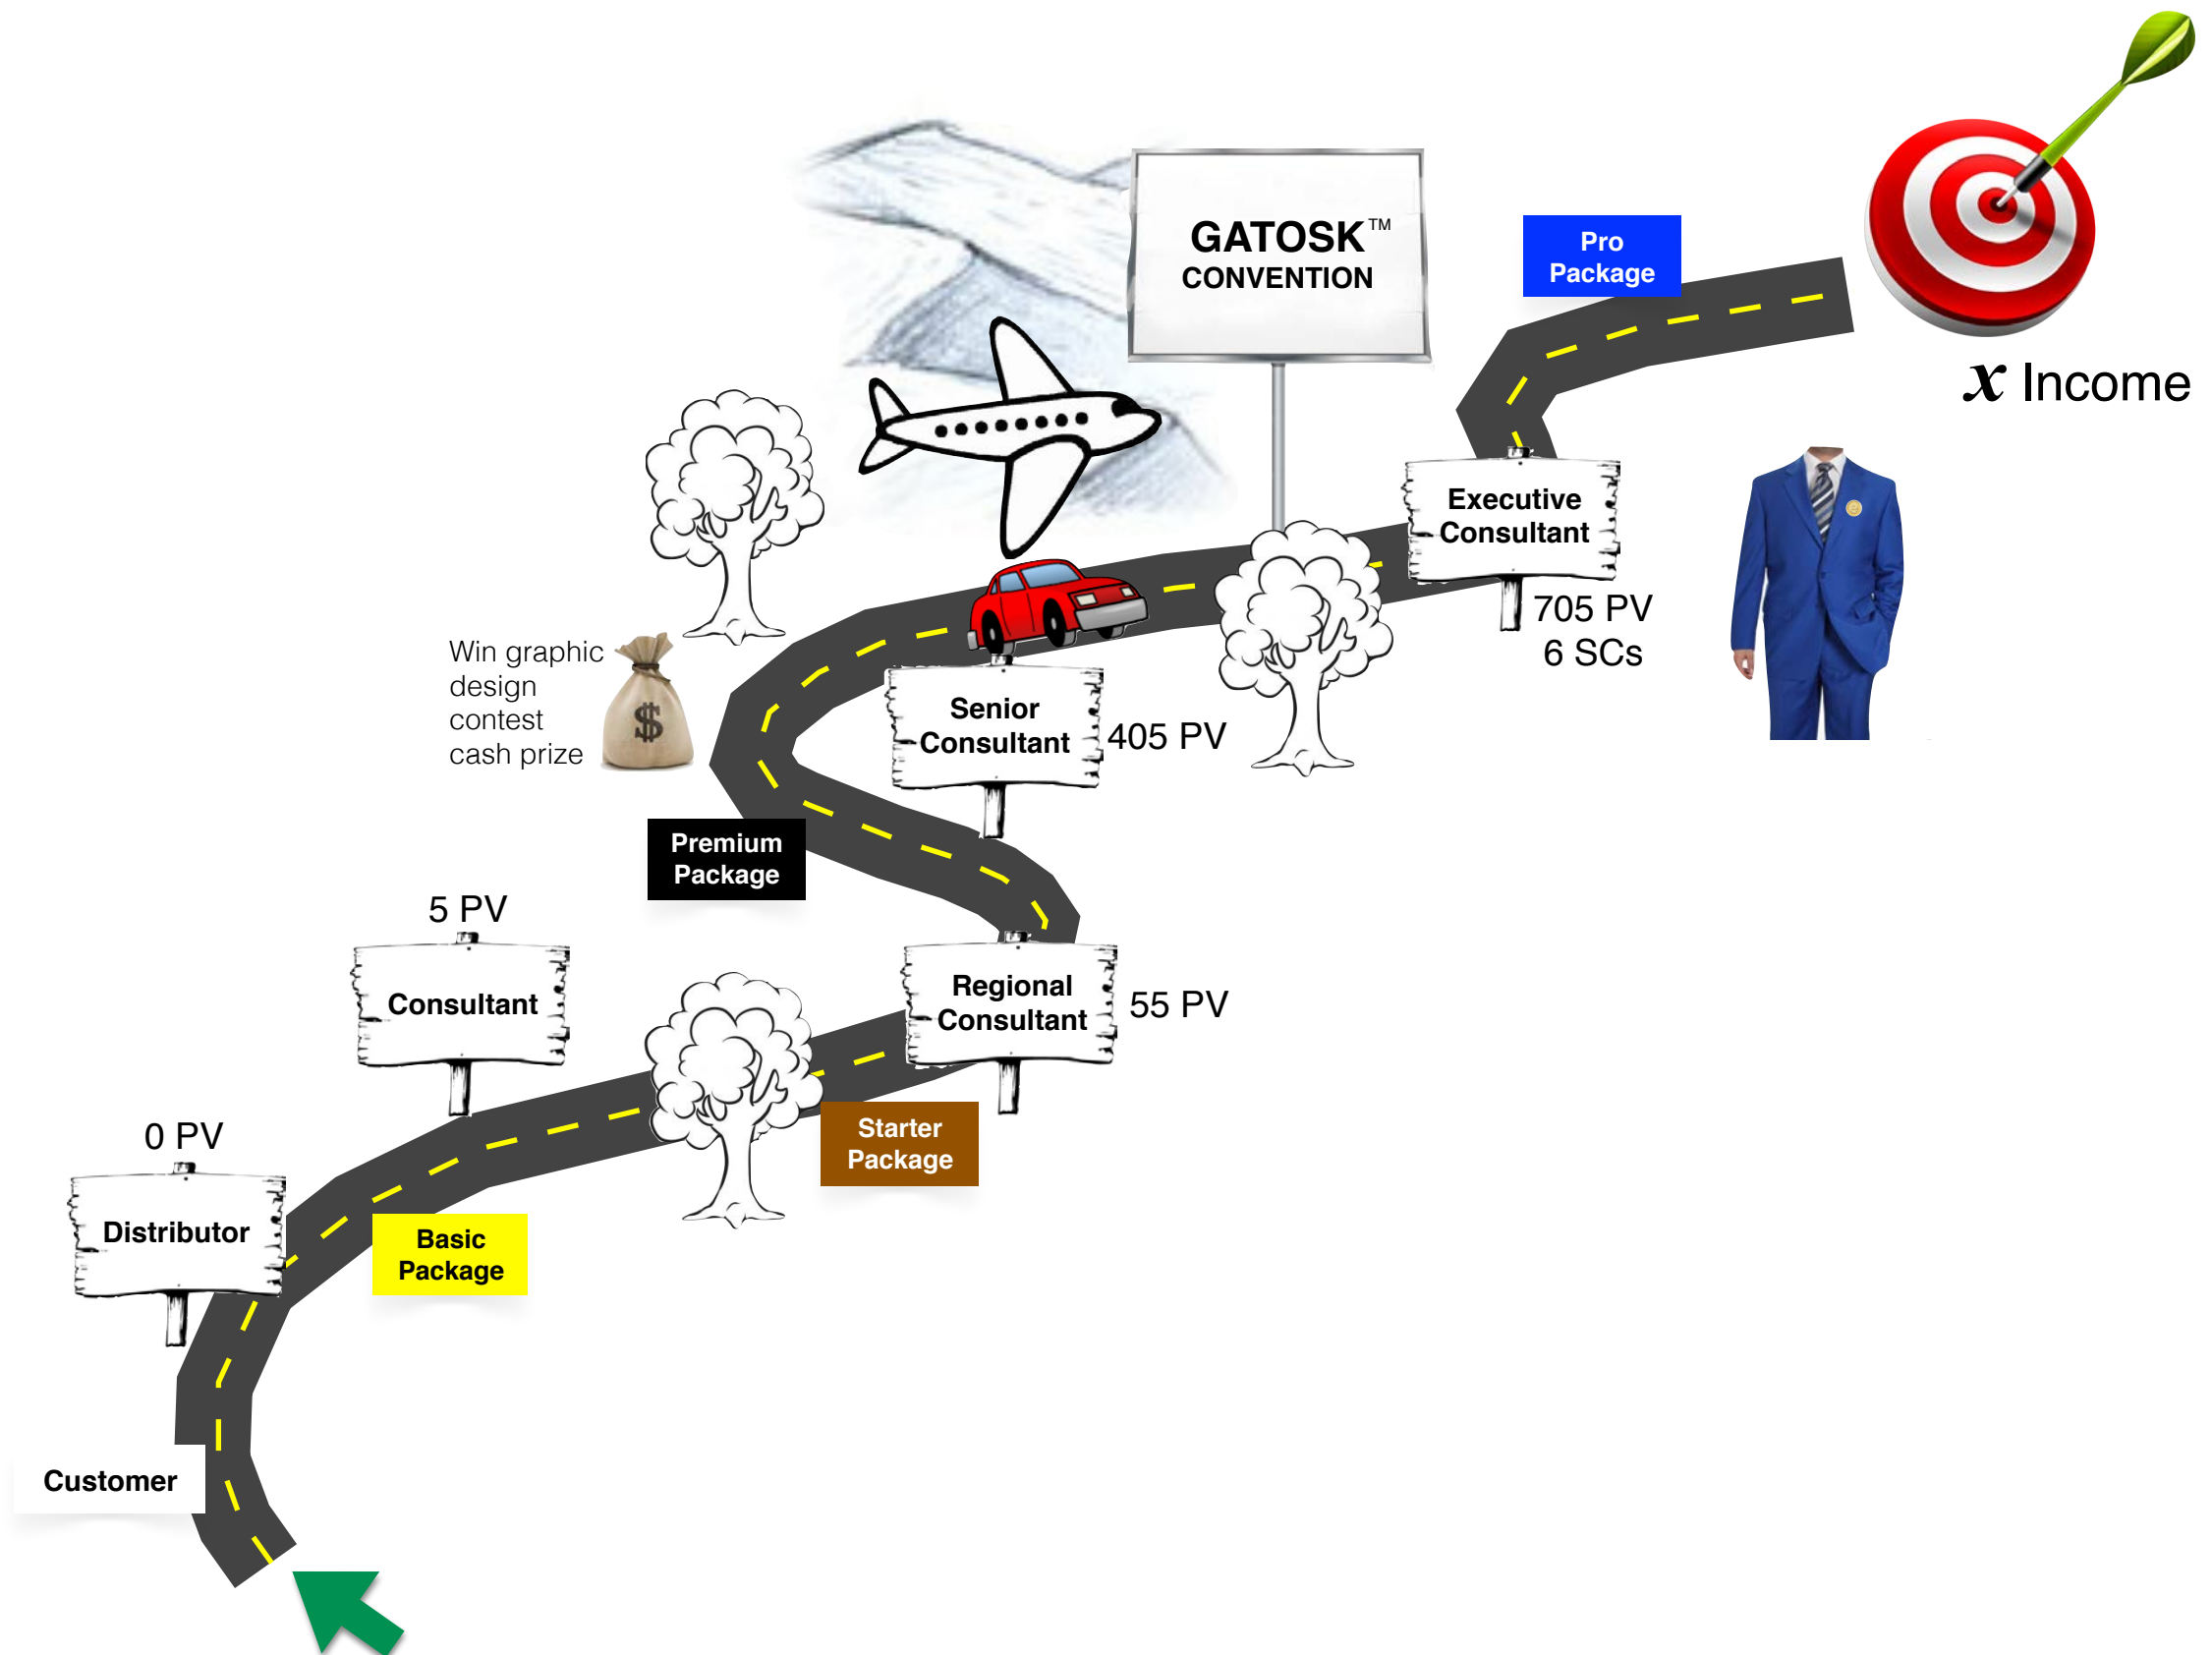 GATOSK™
CONVENTION
Pro
Package
x Income
Executive
Consultant
705 PV
6 SCs
Win graphic
design
contest
cash prize
$
Senior
Consultant
405 PV
Premium
Package
5 PV
Consultant
Regional
Consultant
55 PV
Starter
Package
0 PV
Distributor
Basic
Package
Customer